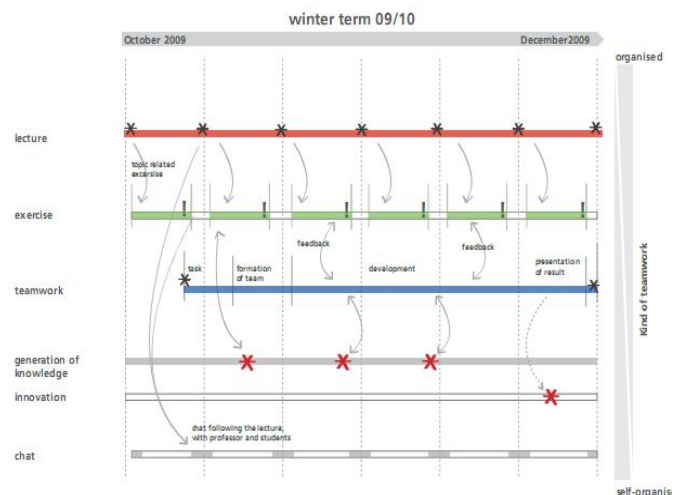 winter term 09/10
October 2009
December2009
organised
lecture
topic related
excersise
exercise
feedback
feedback
task
formation
of team
development
presentation
of result
teamwork
Kind of teamwork
generation of
knowledge
innovation
chat following the lecture,
with professor and students
chat
self-organise